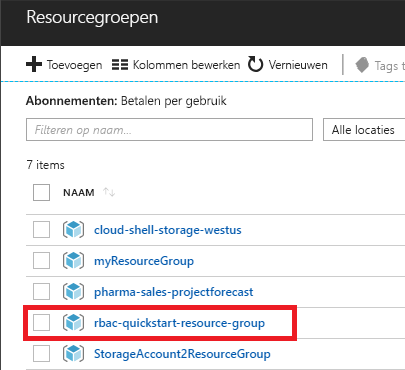 Resourcegroepen
Toevoegen Kolommen bewerken Vernieuwen Tags t
Abonnementen: Betalen per gebruik
Filteren op naam... Alle locaties
7 items
NAAM
cloud-shell-storage-westus
myResourceGroup
pharma-sales-projectforecast
rbac-quickstart-resource-group
StorageAccount2ResourceGroup